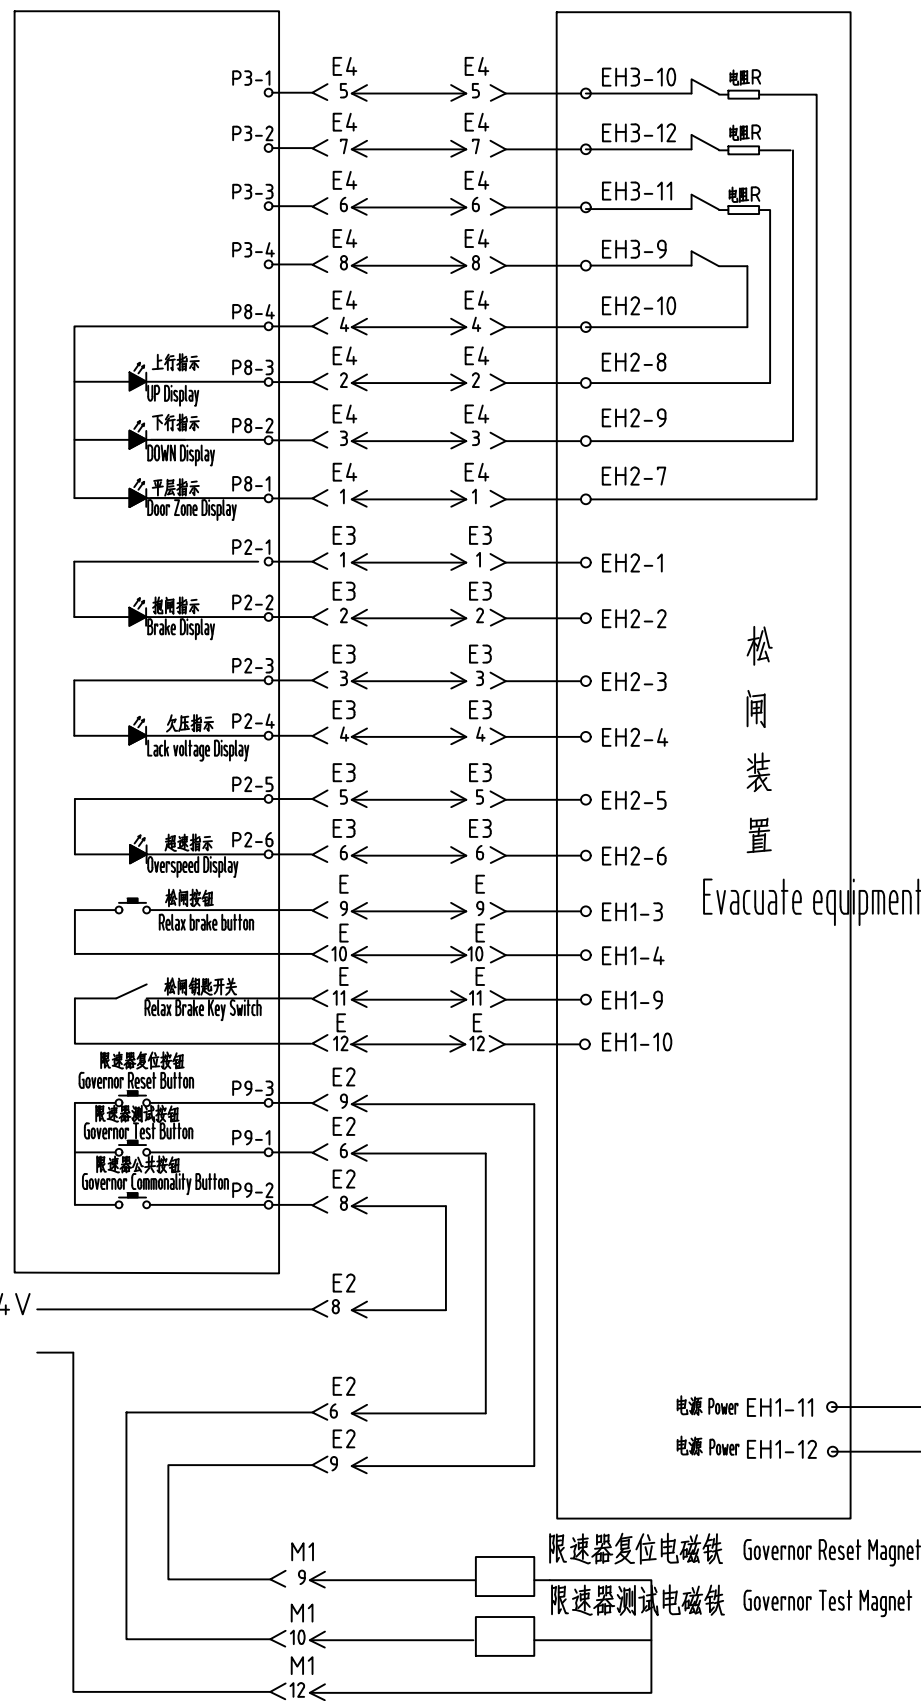 P3-1 E4 5 E4 5 EH3-10 电阻R
P3-2 E4 7 E4 7 EH3-12 电阻R
P3-3 E4 6 E4 6 EH3-11 电阻R
P3-4 E4 8 E4 8 EH3-9
P8-4 E4 4 E4 4 EH2-10
上行指示 P8-3 E4 2 E4 2 EH2-8
UP Display
下行指示 P8-2 E4 3 E4 3 EH2-9
DOWN Display
平层指示 P8-1 E4 1 E4 1 EH2-7
Door Zone Display
P2-1 E3 1 E3 1 EH2-1
抱闸指示 P2-2 E3 2 E3 2 EH2-2
Brake Display
P2-3 E3 3 E3 3 EH2-3
欠压指示 P2-4 E3 4 E3 4 EH2-4
Lack voltage Display
P2-5 E3 5 E3 5 EH2-5
超速指示 P2-6 E3 6 E3 6 EH2-6
Overspeed Display
松闸装置
Evacuate equipment
松闸按钮 E 9 E 9 EH1-3
Relax brake button
E 10 E 10 EH1-4
松闸钥匙开关 E 11 E 11 EH1-9
Relax Brake Key Switch
E 12 E 12 EH1-10
限速器复位按钮
Governor Reset Button P9-3 E2 9
限速器测试按钮
Governor Test Button P9-1 E2 6
限速器公共按钮
Governor Commonality Button P9-2 E2 8
4V E2 8
E2 6
E2 9
电源 Power EH1-11
电源 Power EH1-12
M1 9 限速器复位电磁铁 Governor Reset Magnet
M1 10 限速器测试电磁铁 Governor Test Magnet
M1 12